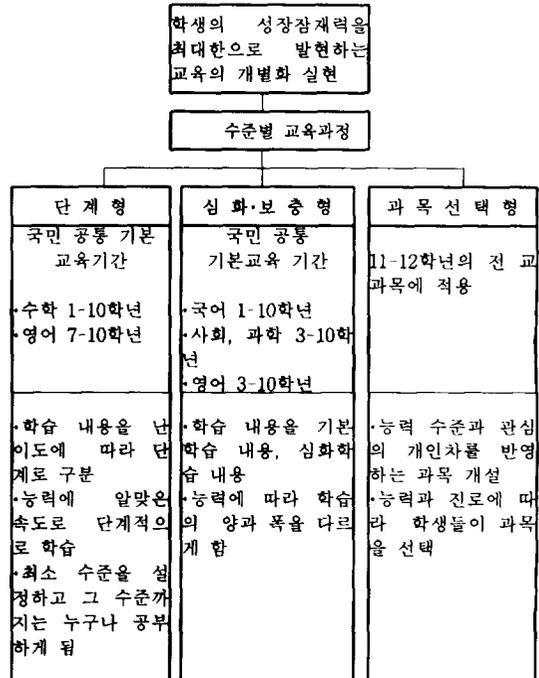 학생의 성장잠재력을
최대한으로 발현하는
교육의 개별화 실현
수준별 교육과정
단계형
국민 공통 기본
교육기간
·수학 1-10학년
·영어 7-10학년
·학습 내용을 난
이도에 따라 단
계로 구분
·능력에 알맞은
속도로 단계적으
로 학습
·최소 수준을 설
정하고 그 수준까
지는 누구나 공부
하게 됨
심화·보충형
국민 공통
기본교육 기간
·국어 1-10학년
·사회, 과학 3-10학
년
·영어 3-10학년
·학습 내용을 기본
학습 내용, 심화학
습 내용
·능력에 따라 학습
의 양과 폭을 다르
게 함
과목선택형
11-12학년의 전 교
과목에 적용
·능력 수준과 관심
의 개인차를 반영
하는 과목 개설
·능력과 진로에 따
라 학생들이 과목
을 선택